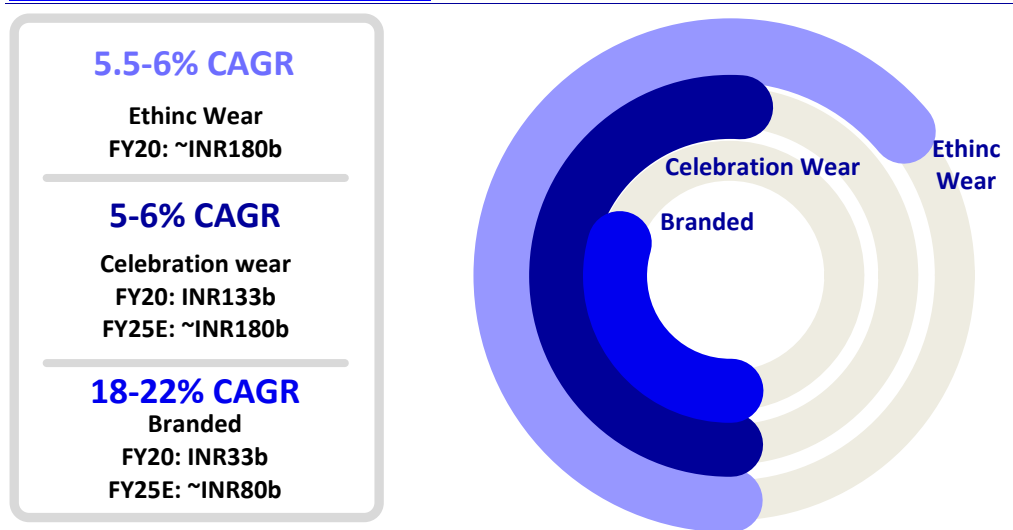 5.5-6% CAGR
Ethinc Wear
FY20: ~INR180b
5-6% CAGR
Celebration wear
FY20: INR133b
FY25E: ~INR180b
18-22% CAGR
Branded
FY20: INR33b
FY25E: ~INR80b
Ethinc
Wear
Celebration Wear
Branded